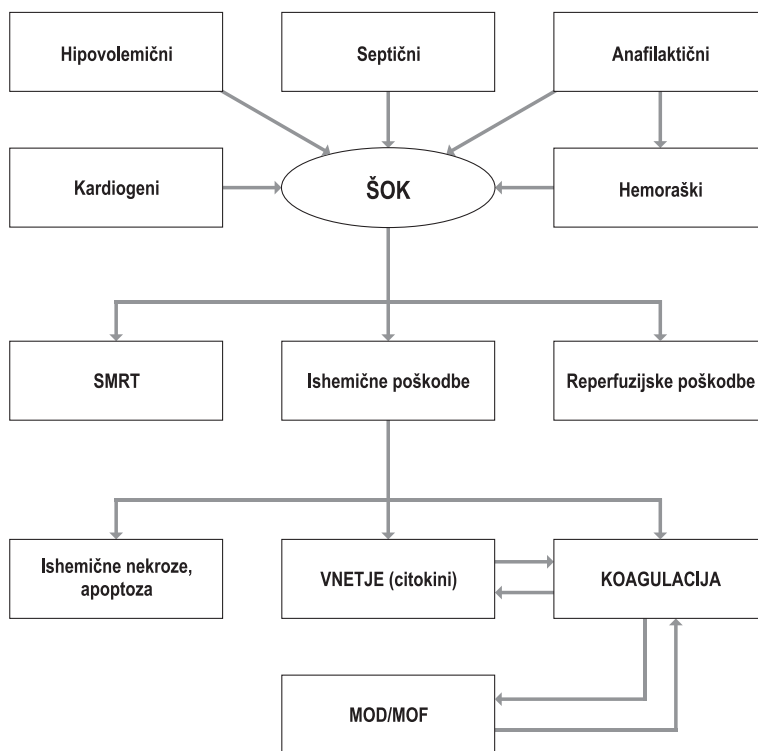 Hipovolemični
Septični
Anafilaktični
Kardiogeni
ŠOK
Hemoraški
SMRT
Ishemične poškodbe
Reperfuzijske poškodbe
Ishemične nekroze,
apoptoza
VNETJE (citokini)
KOAGULACIJA
MOD/MOF